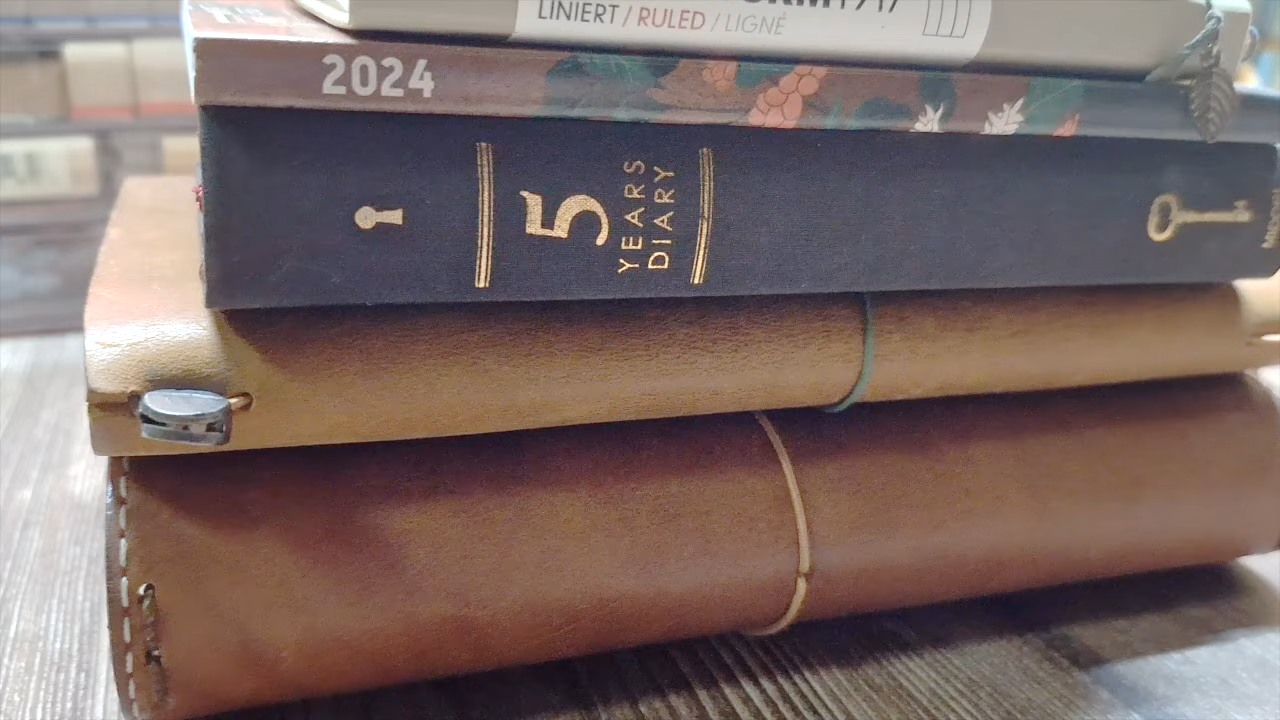 LINIERT / RULED / LIGNÉ
2024
5
YEARS
DIARY